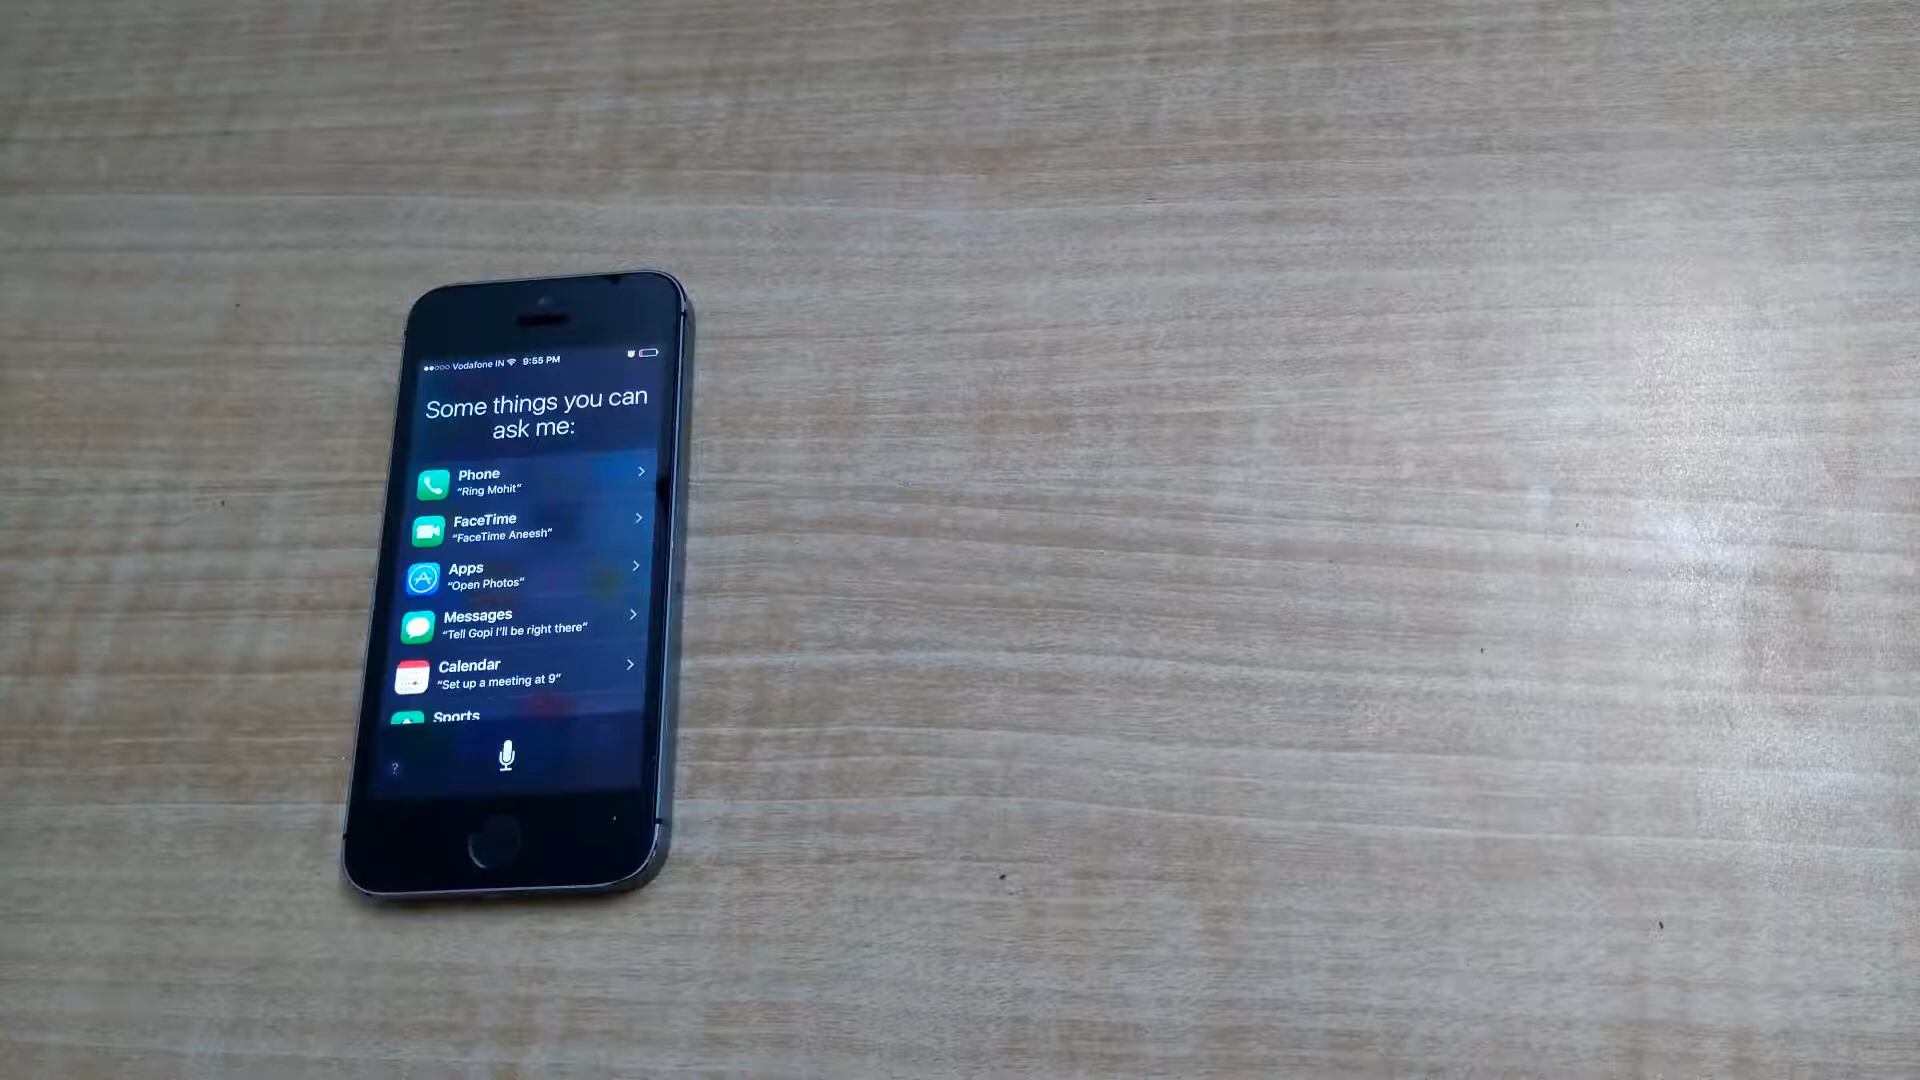 Vodafone IN 9:55 PM
Some things you can
ask me:
Phone
“Ring Mohit”
FaceTime
“FaceTime Aneesh”
Apps
“Open Photos”
Messages
“Tell Gopi I’ll be right there”
Calendar
“Set up a meeting at 9”
Sports
?